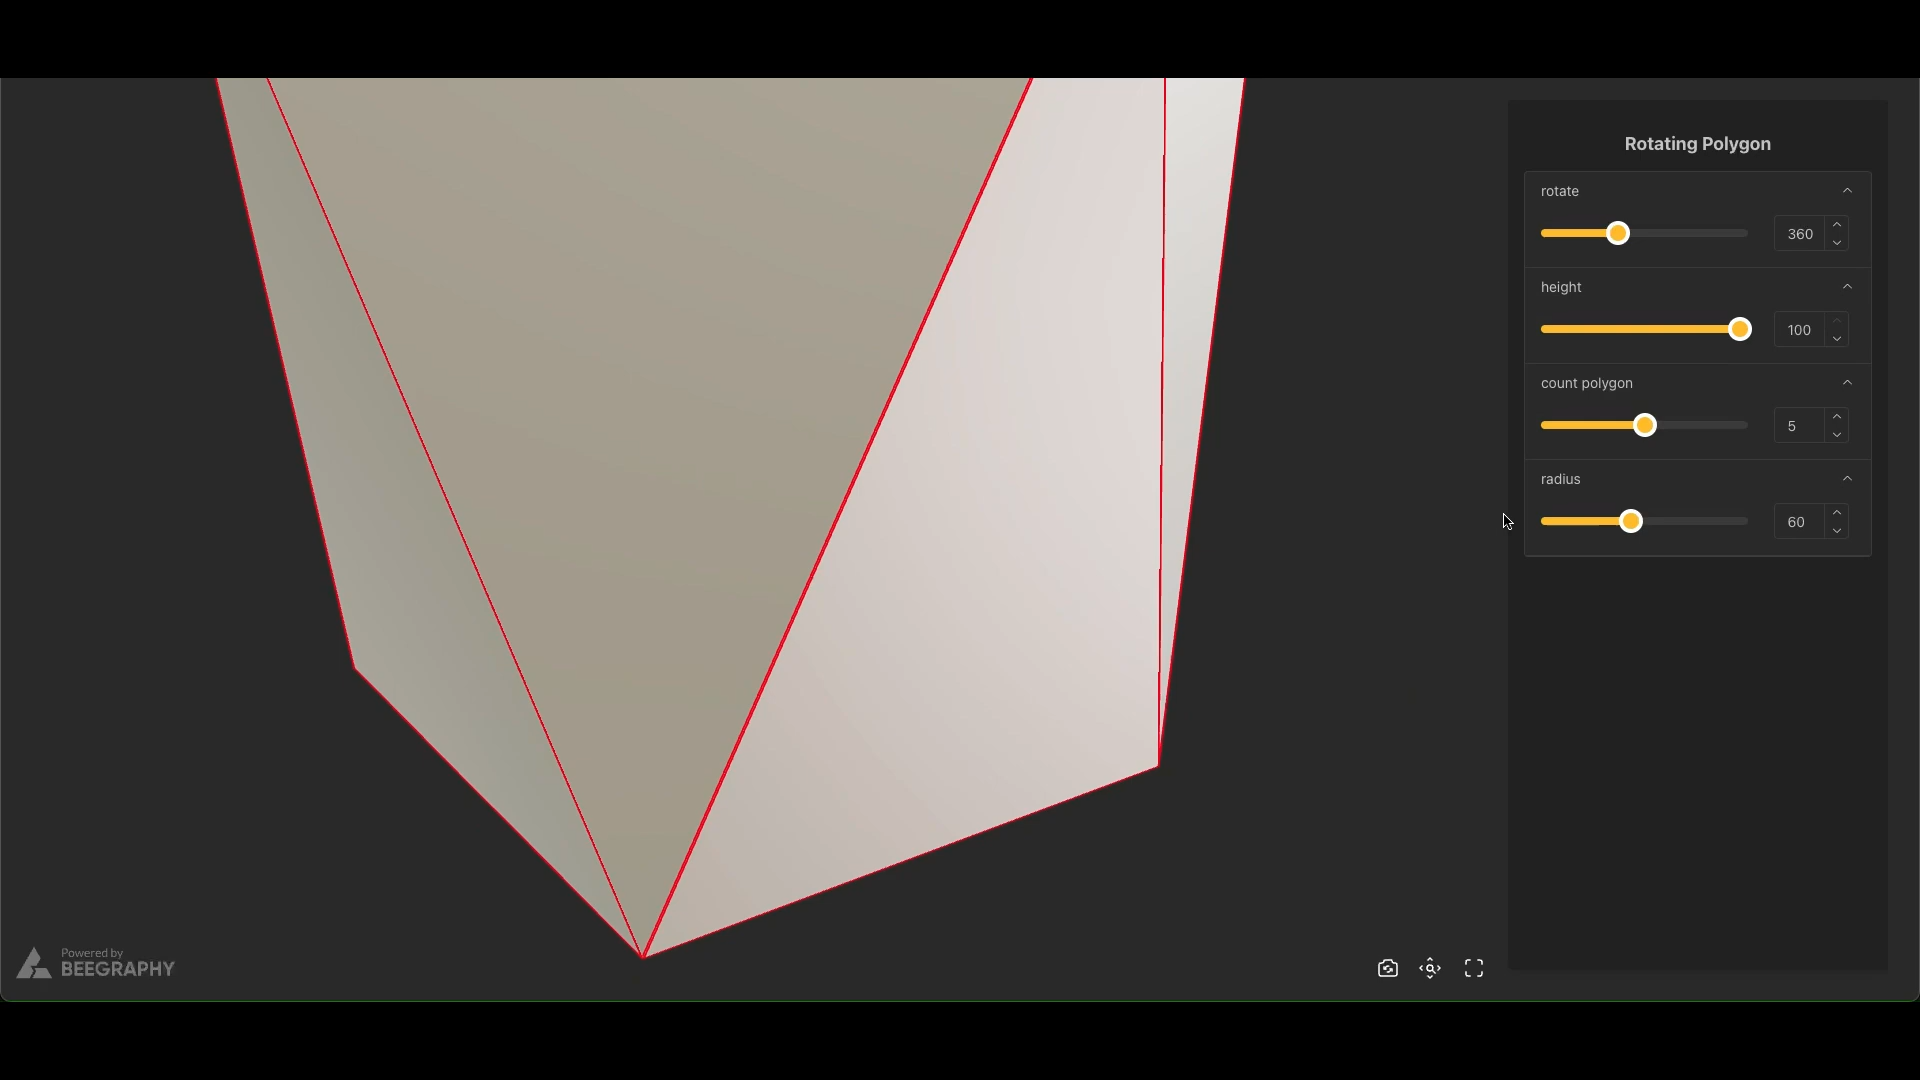 Rotating Polygon
rotate
360
height
100
count polygon
5
radius
60
Powered by
BEEGRAPHY